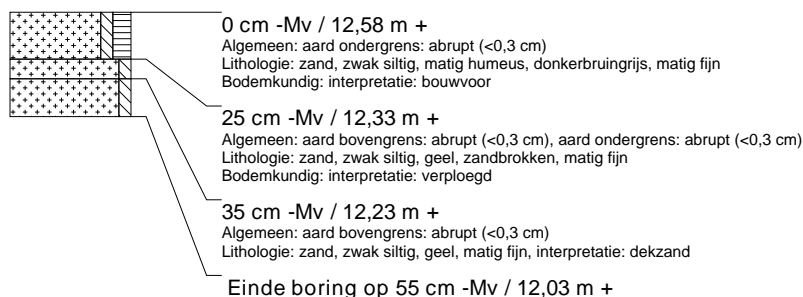 0 cm -Mv / 12,58 m +
Algemeen: aard ondergrens: abrupt (<0,3 cm)
Lithologie: zand, zwak siltig, matig humeus, donkerbruingrijs, matig fijn
Bodemkundig: interpretatie: bouwvoor
25 cm -Mv / 12,33 m +
Algemeen: aard bovengrens: abrupt (<0,3 cm), aard ondergrens: abrupt (<0,3 cm)
Lithologie: zand, zwak siltig, geel, zandbrokken, matig fijn
Bodemkundig: interpretatie: verploegd
35 cm -Mv / 12,23 m +
Algemeen: aard bovengrens: abrupt (<0,3 cm)
Lithologie: zand, zwak siltig, geel, matig fijn, interpretatie: dekzand
Einde boring op 55 cm -Mv / 12,03 m +